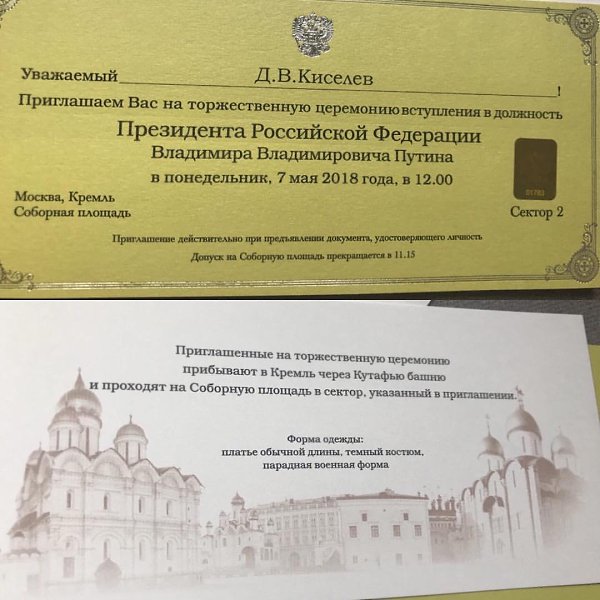 Уважаемый Д.В.Киселев !
Приглашаем Вас на торжественную церемонию вступления в должность
Президента Российской Федерации
Владимира Владимировича Путина
в понедельник, 7 мая 2018 года, в 12.00
01783
Москва, Кремль
Соборная площадь
Сектор 2
Приглашение действительно при предъявлении документа, удостоверяющего личность
Допуск на Соборную площадь прекращается в 11.15
Приглашенные на торжественную церемонию
прибывают в Кремль через Кутафью башню
и проходят на Соборную площадь в сектор, указанный в приглашении.
Форма одежды:
платье обычной длины, темный костюм,
парадная военная форма